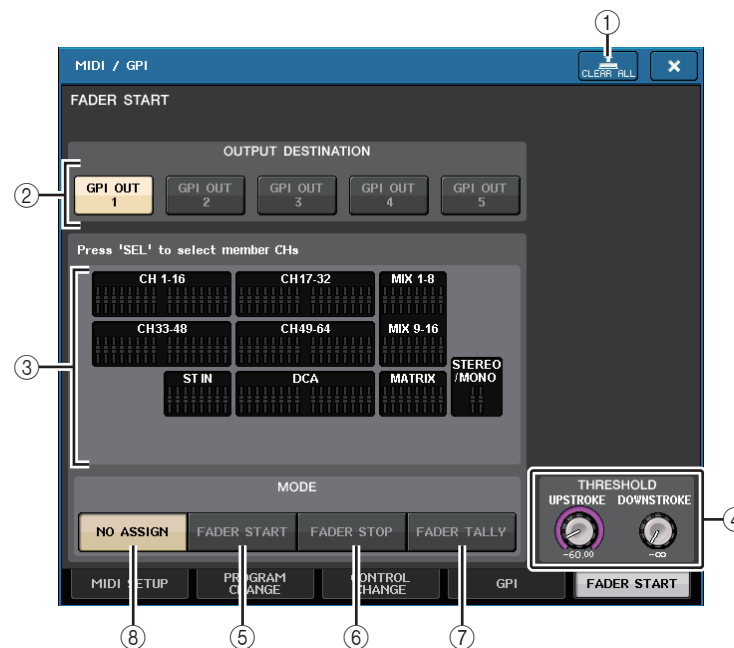 ①
MIDI / GPI
CLEAR ALL
×
FADER START
OUTPUT DESTINATION
②
GPI OUT 1
GPI OUT 2
GPI OUT 3
GPI OUT 4
GPI OUT 5
Press 'SEL' to select member CHs
③
CH 1-16
CH17-32
MIX 1-8
CH33-48
CH49-64
MIX 9-16
ST IN
DCA
MATRIX
STEREO
/MONO
MODE
NO ASSIGN
FADER START
FADER STOP
FADER TALLY
THRESHOLD
UPSTROKE
DOWNSTROKE
-60.00
-∞
④
MIDI SETUP
PROGRAM CHANGE
CONTROL CHANGE
GPI
FADER START
⑧
⑤
⑥
⑦